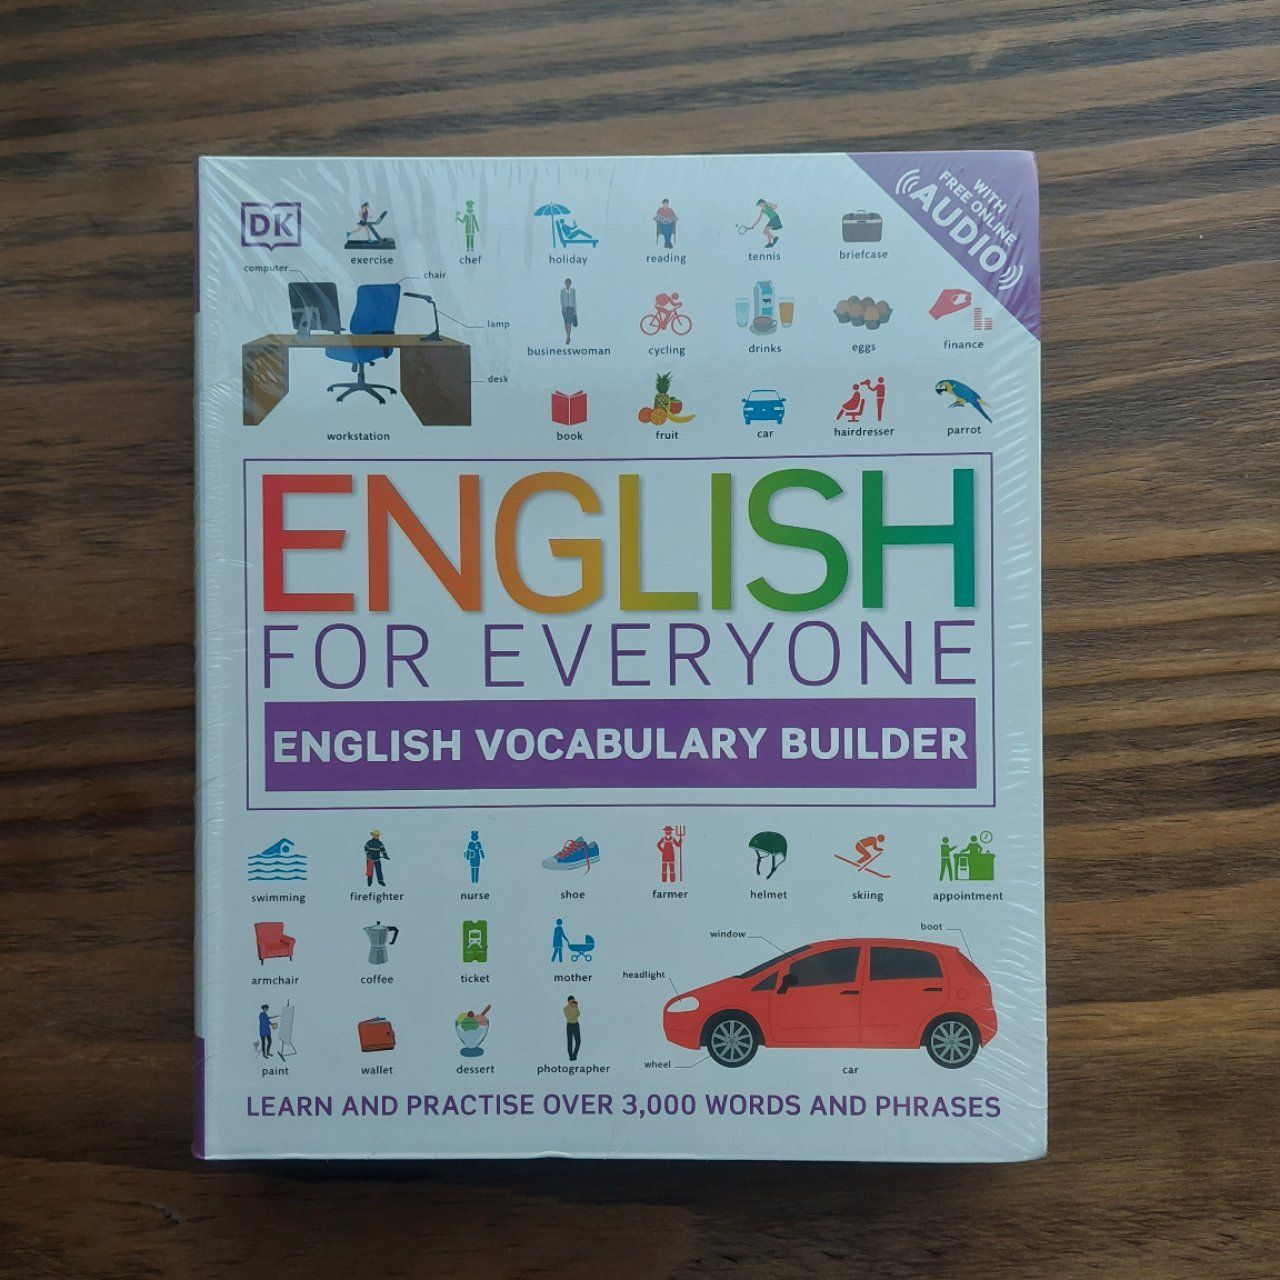 DK
WITH
FREE ONLINE
AUDIO
exercise
chef
holiday
reading
tennis
briefcase
computer
chair
lamp
desk
workstation
businesswoman
cycling
drinks
eggs
finance
book
fruit
car
hairdresser
parrot
ENGLISH
FOR EVERYONE
ENGLISH VOCABULARY BUILDER
swimming
firefighter
nurse
shoe
farmer
helmet
skiing
appointment
armchair
coffee
ticket
mother
window
boot
headlight
wheel
car
paint
wallet
dessert
photographer
LEARN AND PRACTISE OVER 3,000 WORDS AND PHRASES